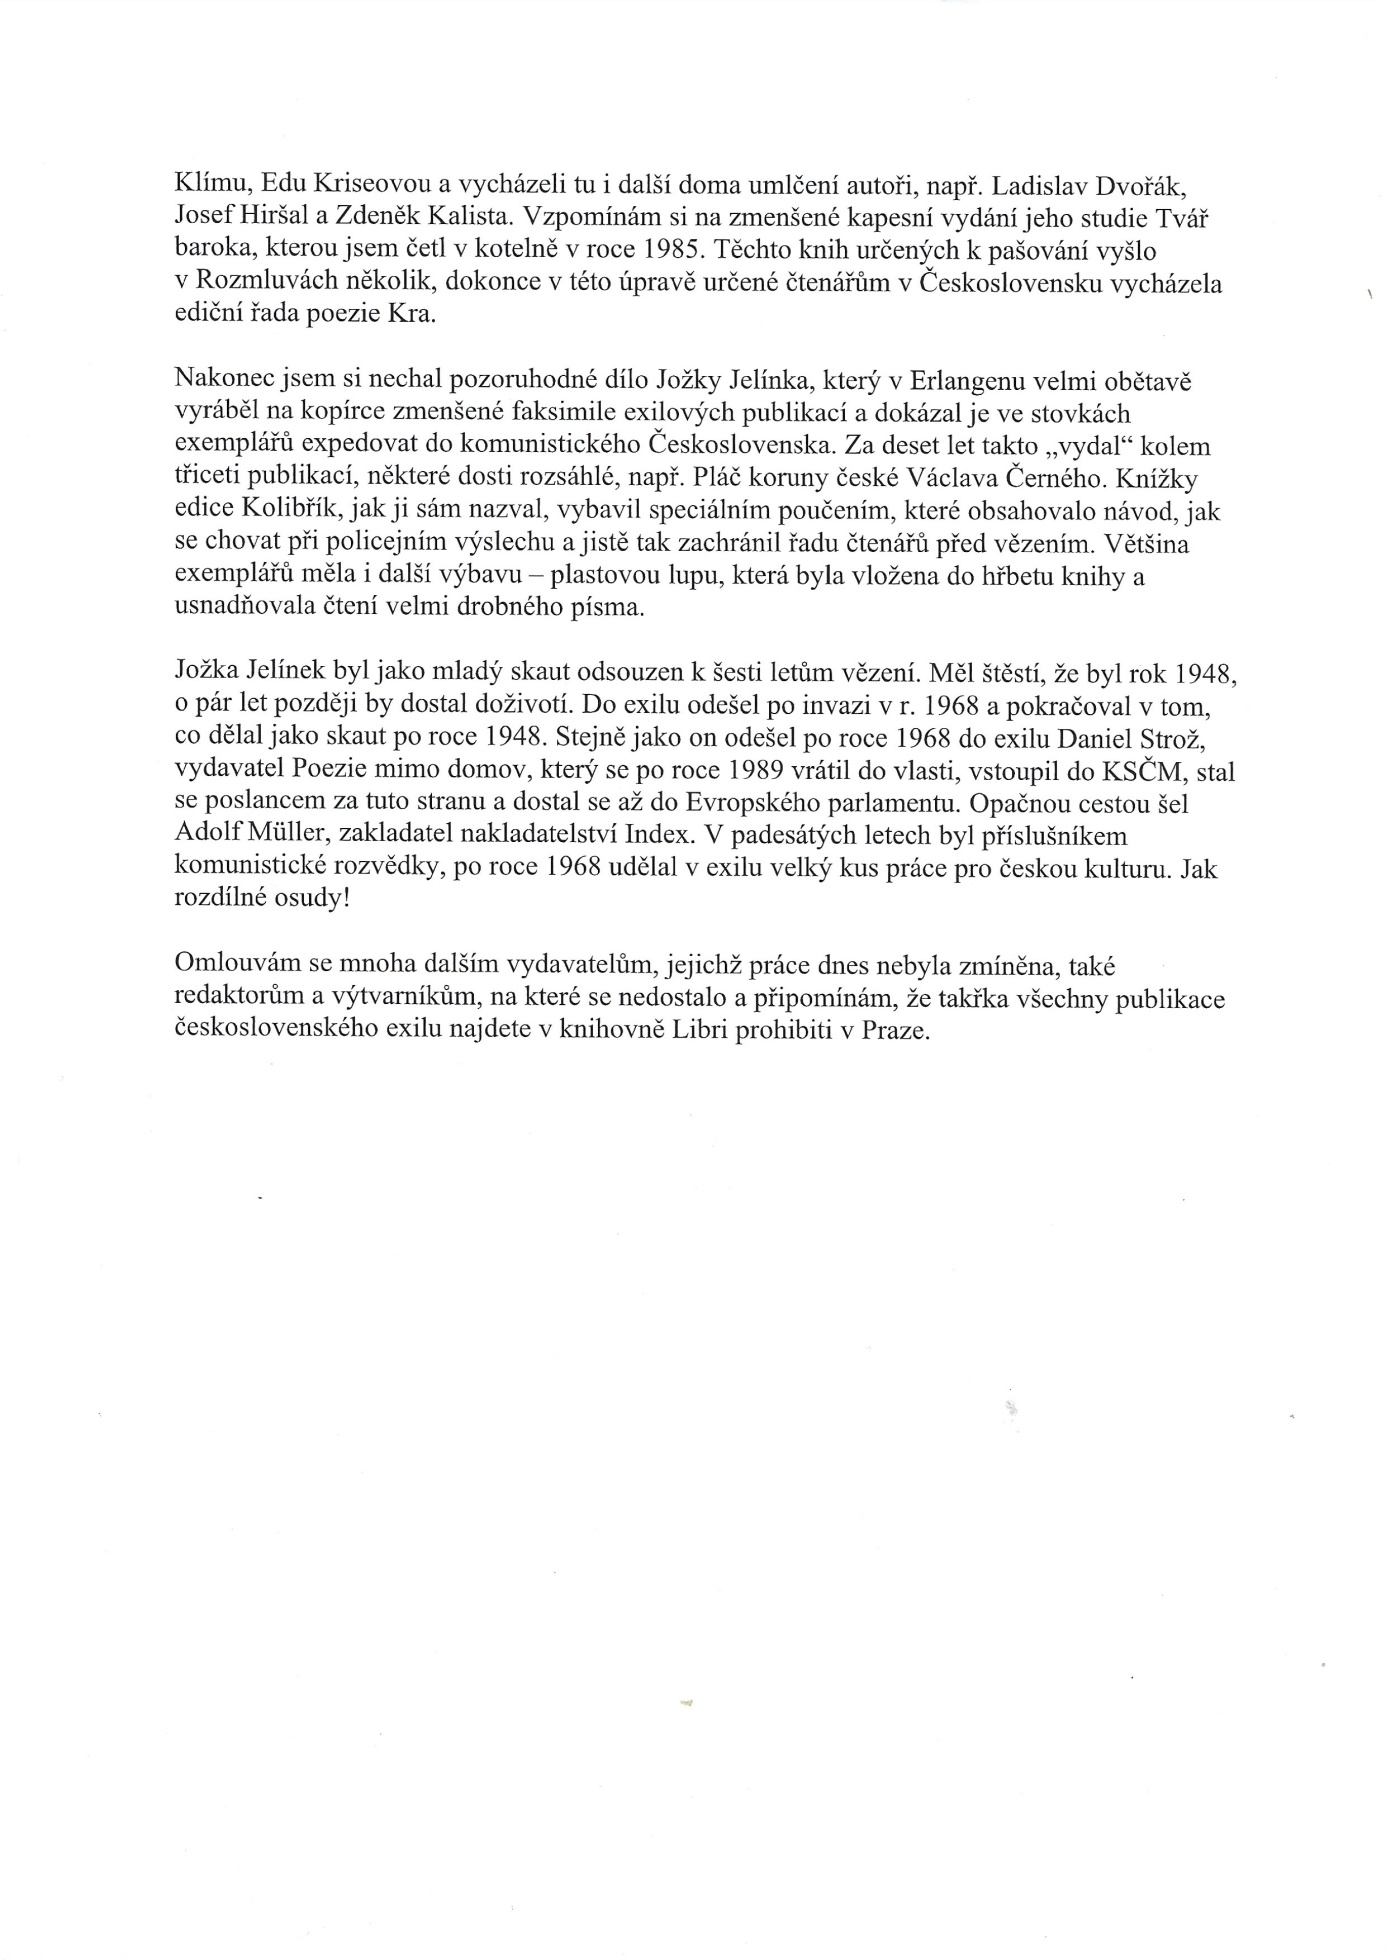 Klímu, Edu Kriseovou a vycházeli tu i další doma umlčení autoři, např. Ladislav Dvořák,
Josef Hiršal a Zdeněk Kalista. Vzpomínám si na zmenšené kapesní vydání jeho studie Tvář
baroka, kterou jsem četl v kotelně v roce 1985. Těchto knih určených k pašování vyšlo
v Rozmluvách několik, dokonce v této úpravě určené čtenářům v Československu vycházela
ediční řada poezie Kra.
Nakonec jsem si nechal pozoruhodné dílo Jožky Jelínka, který v Erlangenu velmi obětavě
vyráběl na kopírce zmenšené faksimile exilových publikací a dokázal je ve stovkách
exemplářů expedovat do komunistického Československa. Za deset let takto „vydal“ kolem
třiceti publikací, některé dosti rozsáhlé, např. Pláč koruny české Václava Černého. Knížky
edice Kolibřík, jak ji sám nazval, vybavil speciálním poučením, které obsahovalo návod, jak
se chovat při policejním výslechu a jistě tak zachránil řadu čtenářů před vězením. Většina
exemplářů měla i další výbavu – plastovou lupu, která byla vložena do hřbetu knihy a
usnadňovala čtení velmi drobného písma.
Jožka Jelínek byl jako mladý skaut odsouzen k šesti letům vězení. Měl štěstí, že byl rok 1948,
o pár let později by dostal doživotí. Do exilu odešel po invazi v r. 1968 a pokračoval v tom,
co dělal jako skaut po roce 1948. Stejně jako on odešel po roce 1968 do exilu Daniel Strož,
vydavatel Poezie mimo domov, který se po roce 1989 vrátil do vlasti, vstoupil do KSČM, stal
se poslancem za tuto stranu a dostal se až do Evropského parlamentu. Opačnou cestou šel
Adolf Müller, zakladatel nakladatelství Index. V padesátých letech byl příslušníkem
komunistické rozvědky, po roce 1968 udělal v exilu velký kus práce pro českou kulturu. Jak
rozdílné osudy!
Omlouvám se mnoha dalším vydavatelům, jejichž práce dnes nebyla zmíněna, také
redaktorům a výtvarníkům, na které se nedostalo a připomínám, že takřka všechny publikace
československého exilu najdete v knihovně Libri prohibiti v Praze.